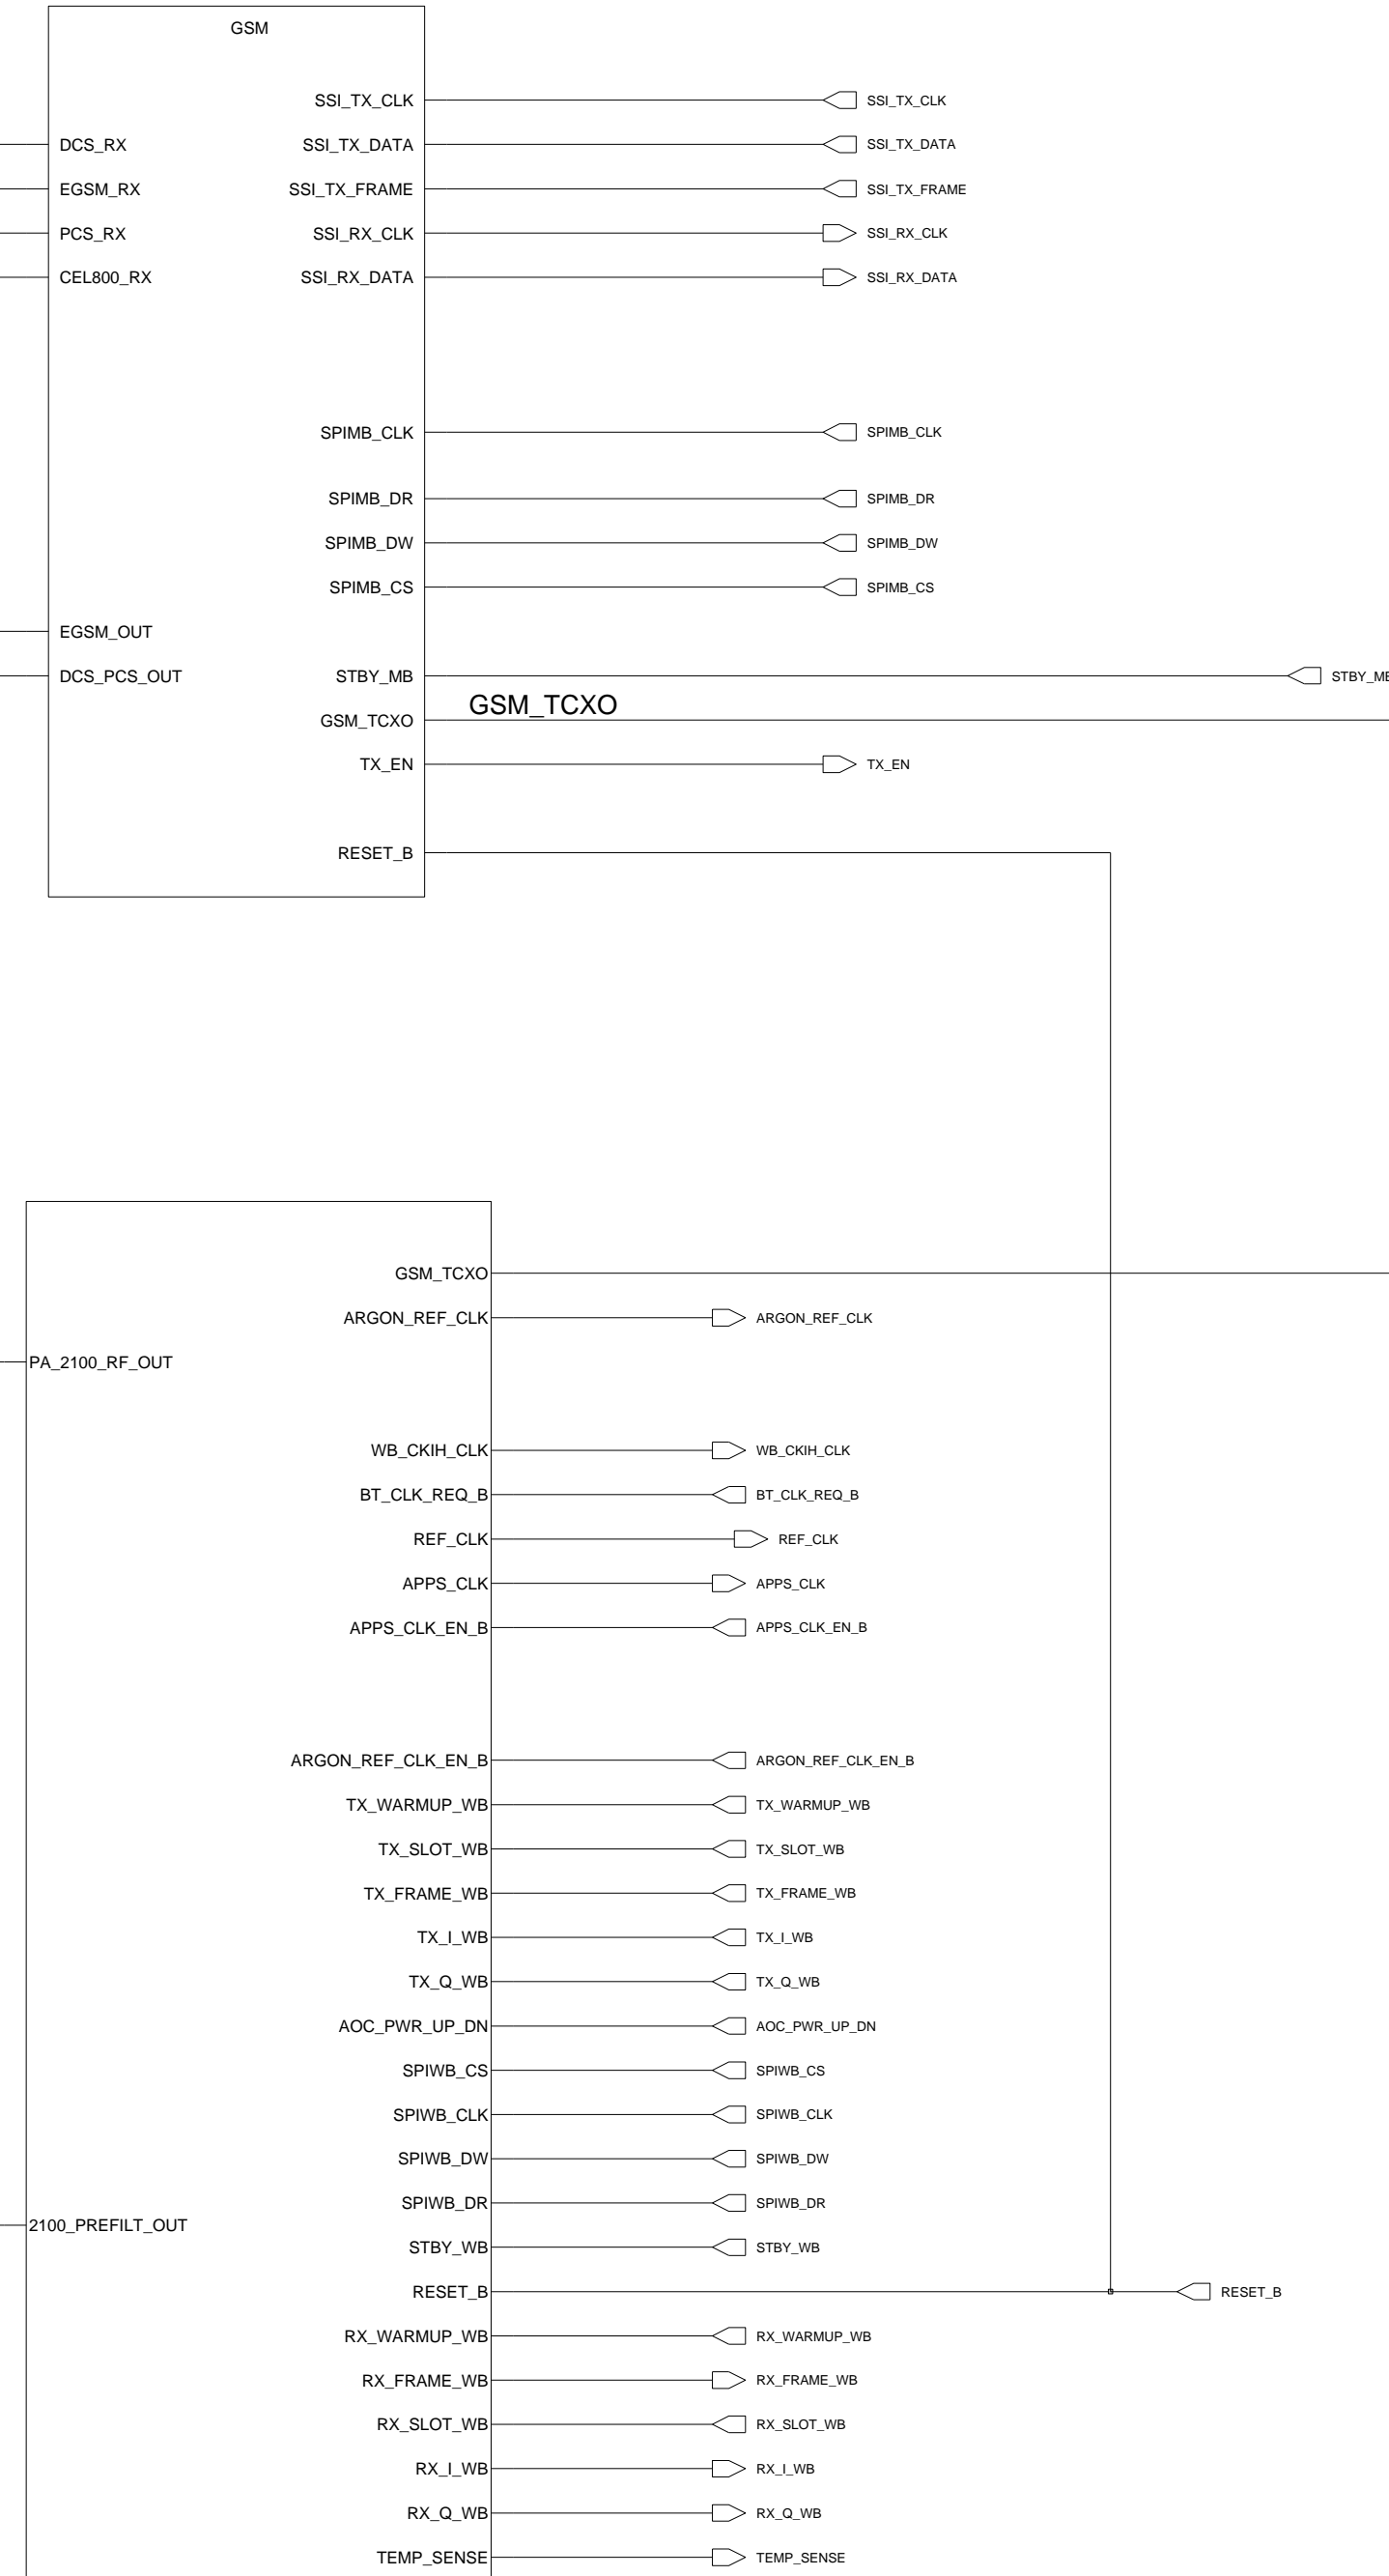 GSM
SSI_TX_CLK SSI_TX_CLK
DCS_RX SSI_TX_DATA SSI_TX_DATA
EGSM_RX SSI_TX_FRAME SSI_TX_FRAME
PCS_RX SSI_RX_CLK SSI_RX_CLK
CEL800_RX SSI_RX_DATA SSI_RX_DATA
SPIMB_CLK SPIMB_CLK
SPIMB_DR SPIMB_DR
SPIMB_DW SPIMB_DW
SPIMB_CS SPIMB_CS
EGSM_OUT
DCS_PCS_OUT STBY_MB STBY_MB
GSM_TCXO
GSM_TCXO
TX_EN TX_EN
RESET_B
GSM_TCXO
ARGON_REF_CLK ARGON_REF_CLK
PA_2100_RF_OUT
WB_CKIH_CLK WB_CKIH_CLK
BT_CLK_REQ_B BT_CLK_REQ_B
REF_CLK REF_CLK
APPS_CLK APPS_CLK
APPS_CLK_EN_B APPS_CLK_EN_B
ARGON_REF_CLK_EN_B ARGON_REF_CLK_EN_B
TX_WARMUP_WB TX_WARMUP_WB
TX_SLOT_WB TX_SLOT_WB
TX_FRAME_WB TX_FRAME_WB
TX_I_WB TX_I_WB
TX_Q_WB TX_Q_WB
AOC_PWR_UP_DN AOC_PWR_UP_DN
SPIWB_CS SPIWB_CS
SPIWB_CLK SPIWB_CLK
SPIWB_DW SPIWB_DW
SPIWB_DR SPIWB_DR
2100_PREFILT_OUT
STBY_WB STBY_WB
RESET_B RESET_B
RX_WARMUP_WB RX_WARMUP_WB
RX_FRAME_WB RX_FRAME_WB
RX_SLOT_WB RX_SLOT_WB
RX_I_WB RX_I_WB
RX_Q_WB RX_Q_WB
TEMP_SENSE TEMP_SENSE